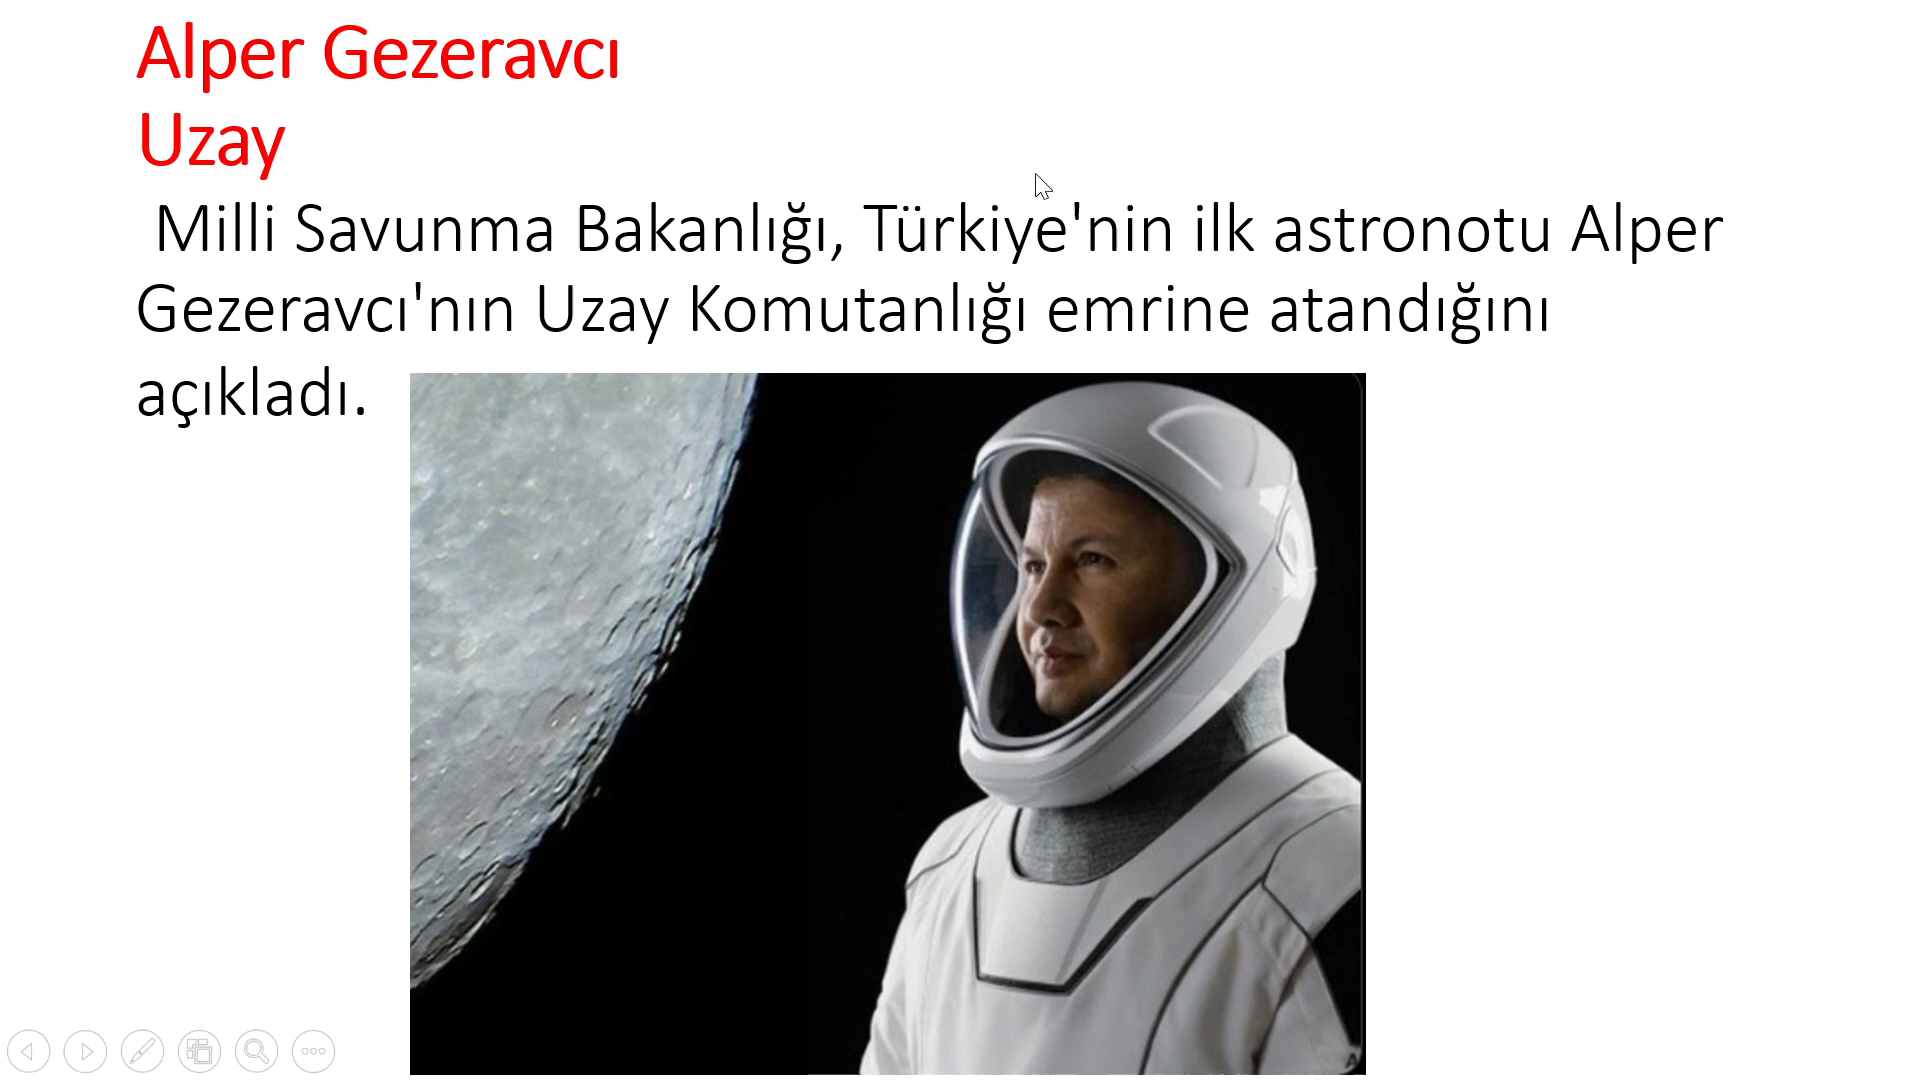 Alper Gezeravcı
Uzay
Milli Savunma Bakanlığı, Türkiye'nin ilk astronotu Alper
Gezeravcı'nın Uzay Komutanlığı emrine atandığını
açıkladı.